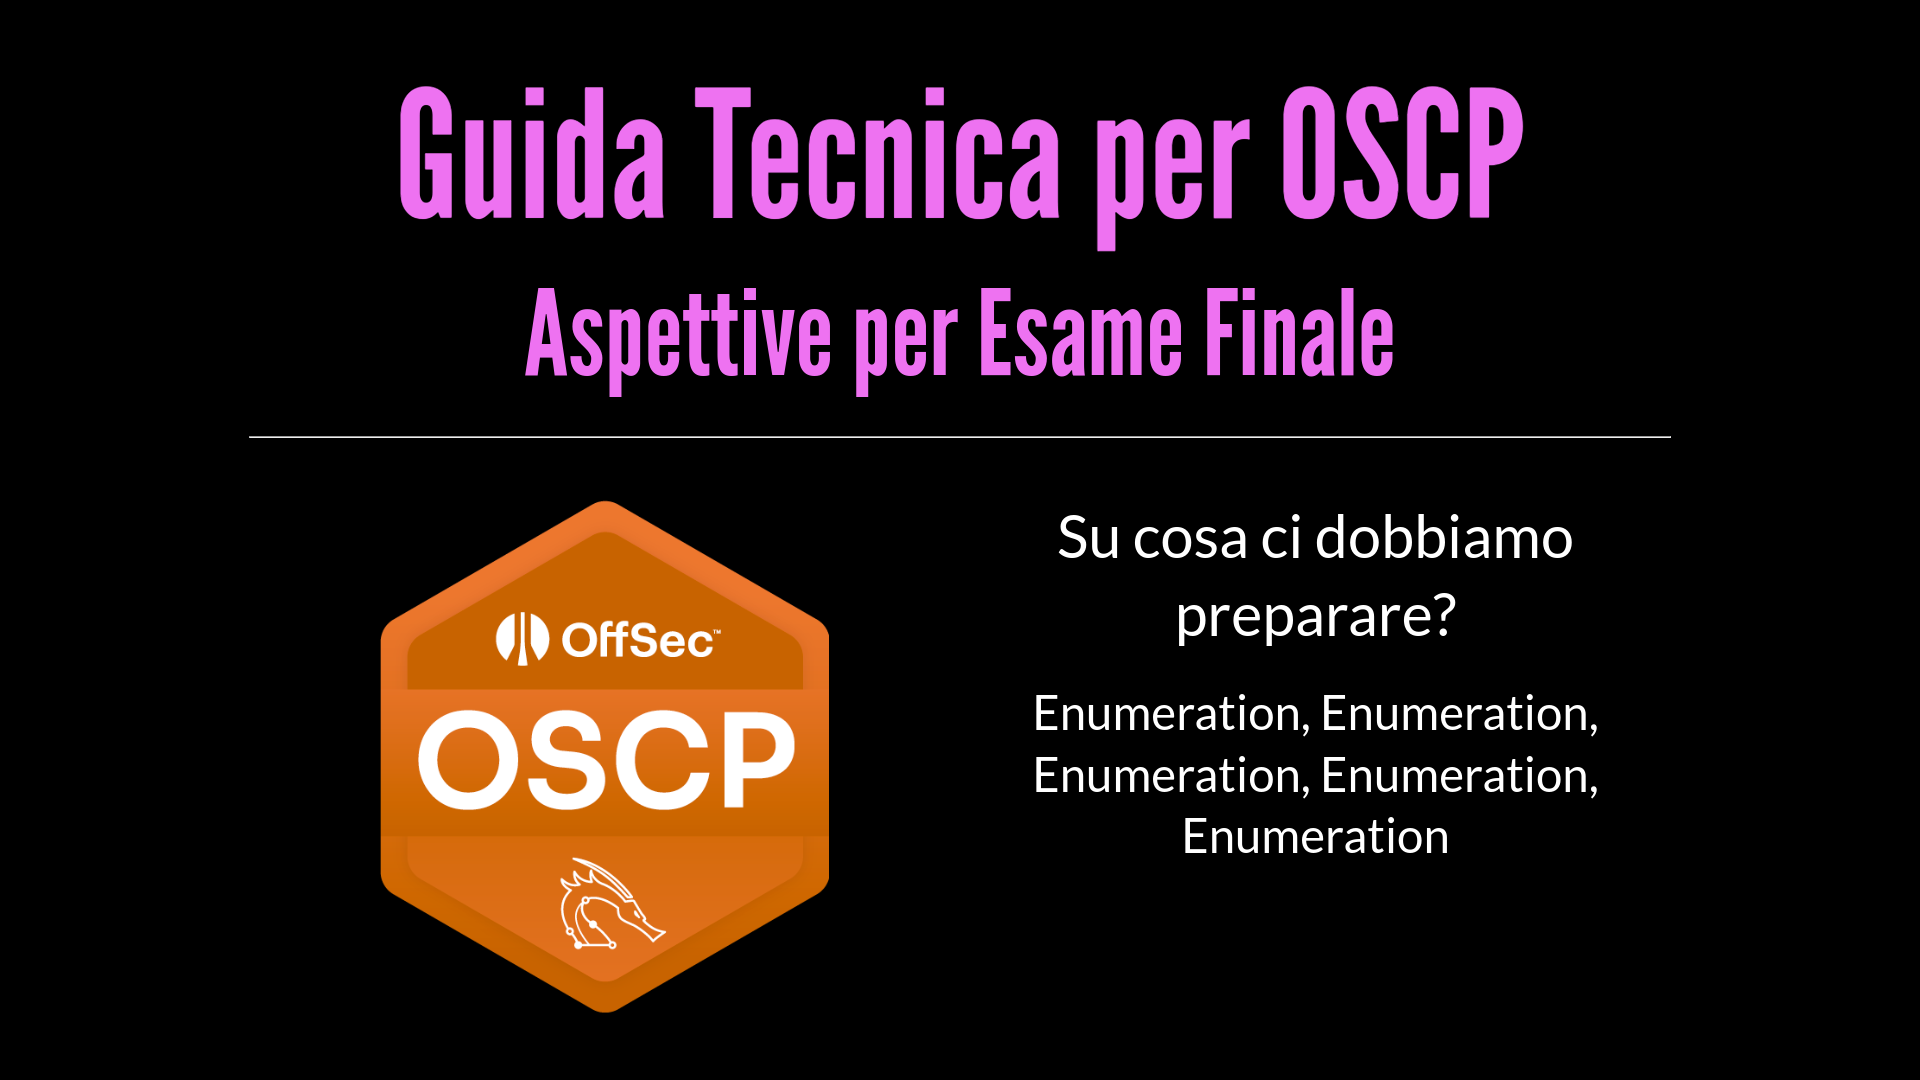 Guida Tecnica per OSCP
Aspettive per Esame Finale
OffSec™
OSCP
Su cosa ci dobbiamo
preparare?
Enumeration, Enumeration,
Enumeration, Enumeration,
Enumeration